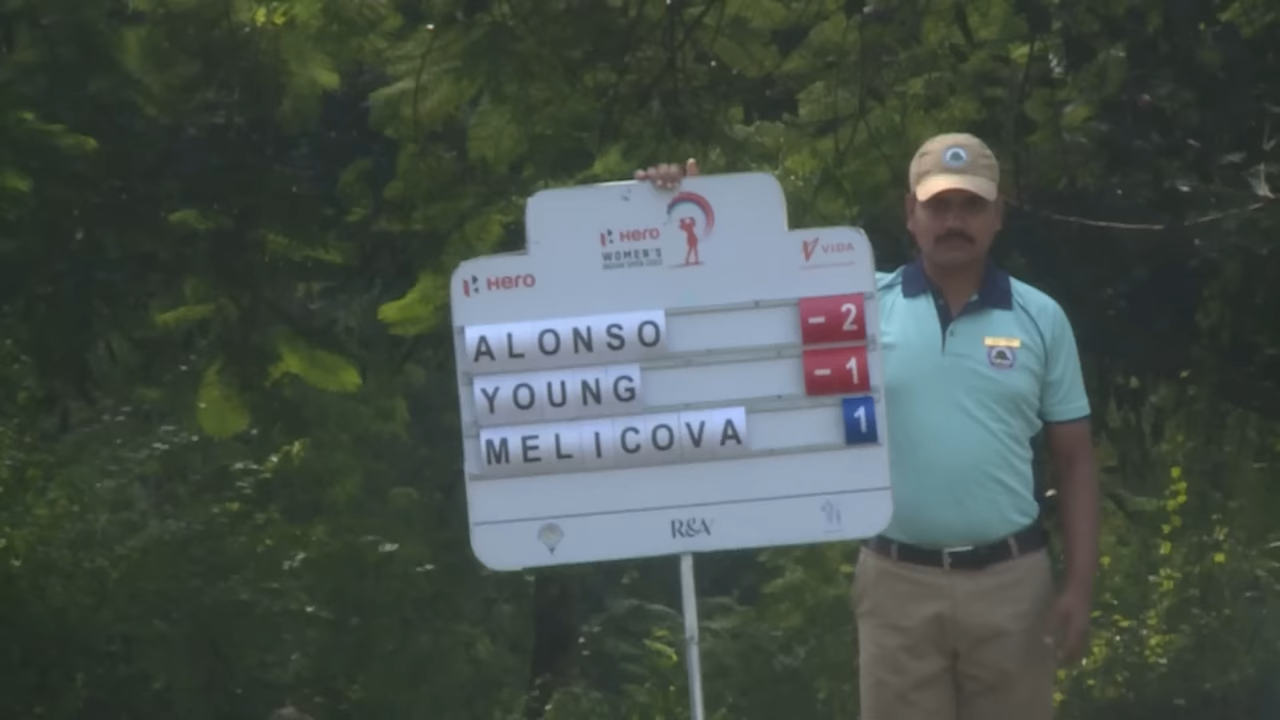 Hero
WOMEN'S
Hero
VIDA
ALONSO -2
YOUNG -1
MELICOVA 1
R&A